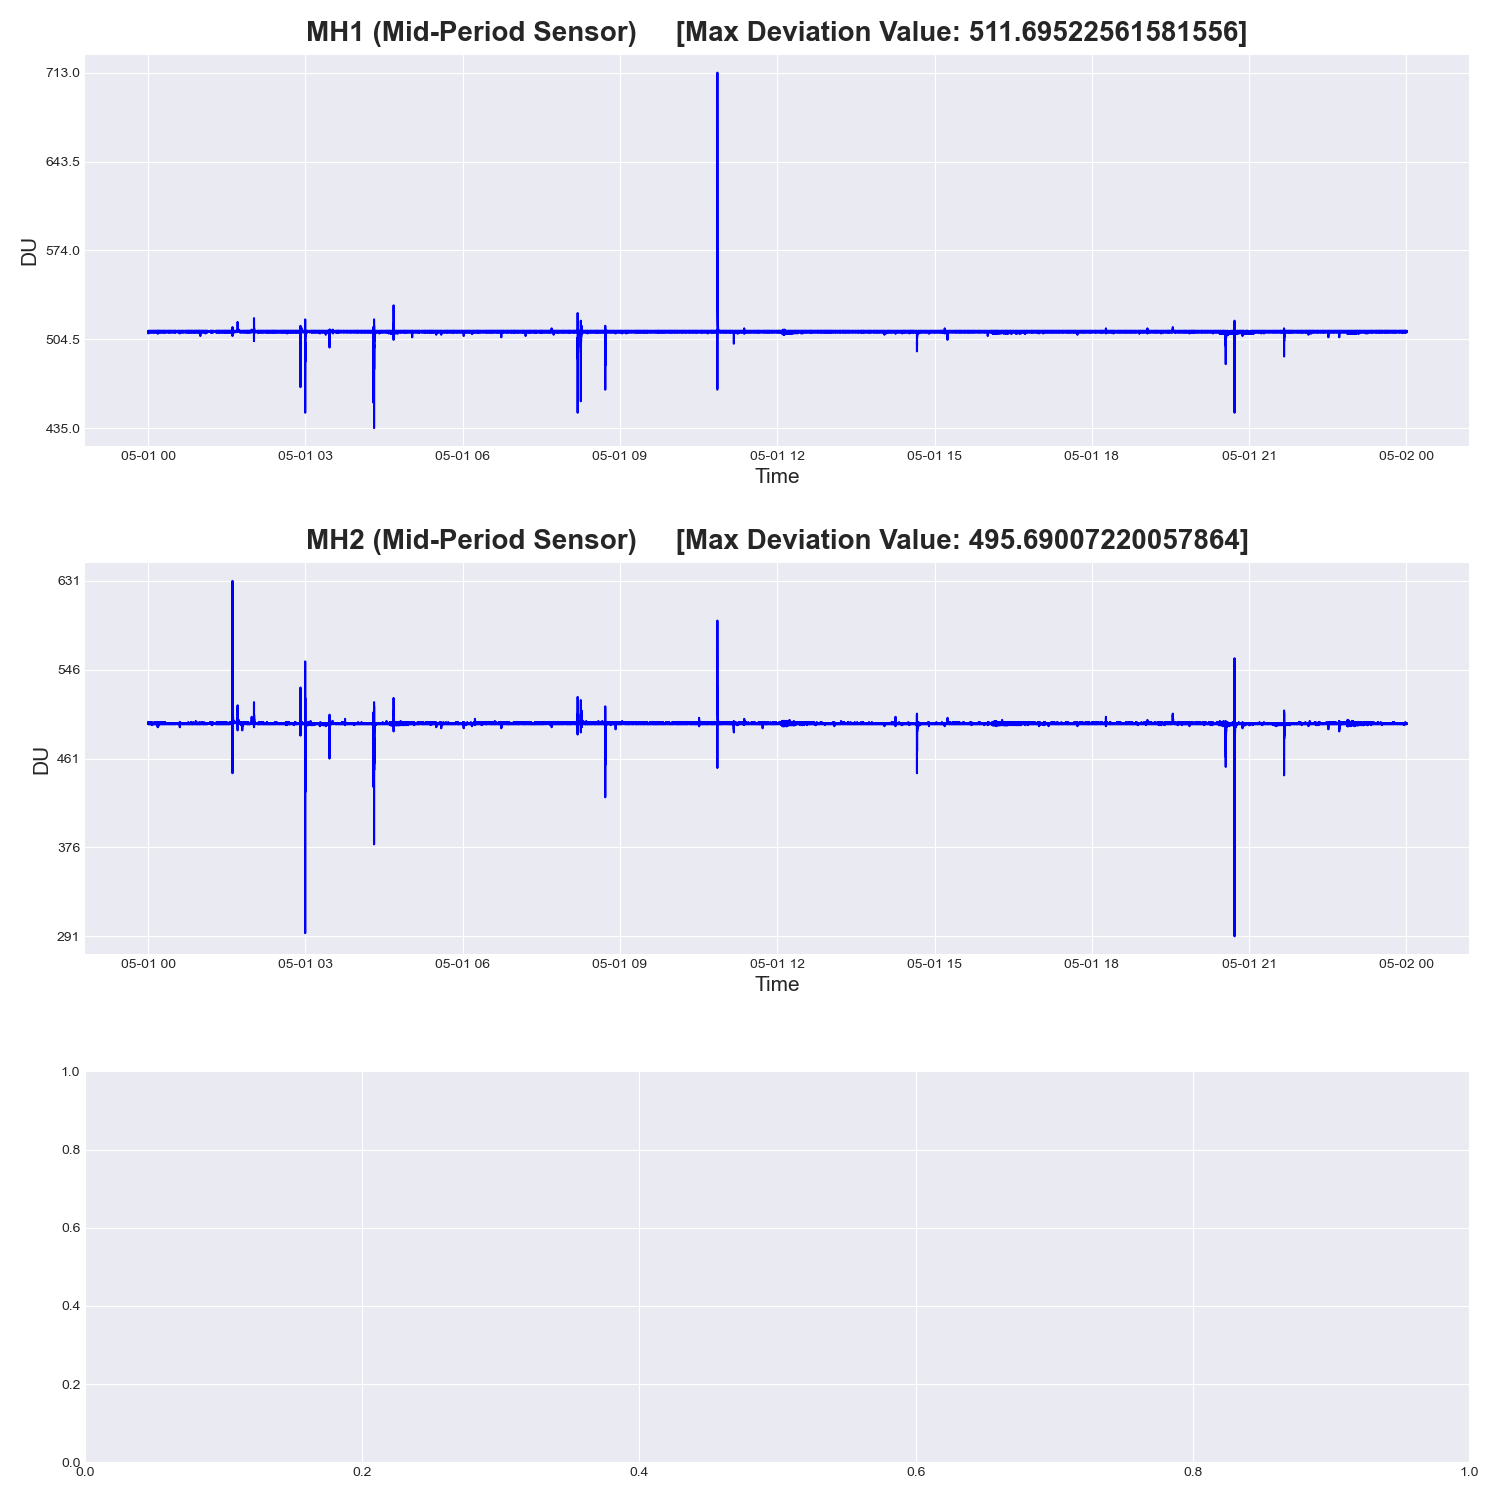 MH1 (Mid-Period Sensor) [Max Deviation Value: 511.69522561581556]
713.0
643.5
574.0
504.5
435.0
DU
05-01 00 05-01 03 05-01 06 05-01 09 05-01 12 05-01 15 05-01 18 05-01 21 05-02 00
Time
MH2 (Mid-Period Sensor) [Max Deviation Value: 495.69007220057864]
631
546
461
376
291
DU
05-01 00 05-01 03 05-01 06 05-01 09 05-01 12 05-01 15 05-01 18 05-01 21 05-02 00
Time
1.0
0.8
0.6
0.4
0.2
0.0
0.0 0.2 0.4 0.6 0.8 1.0